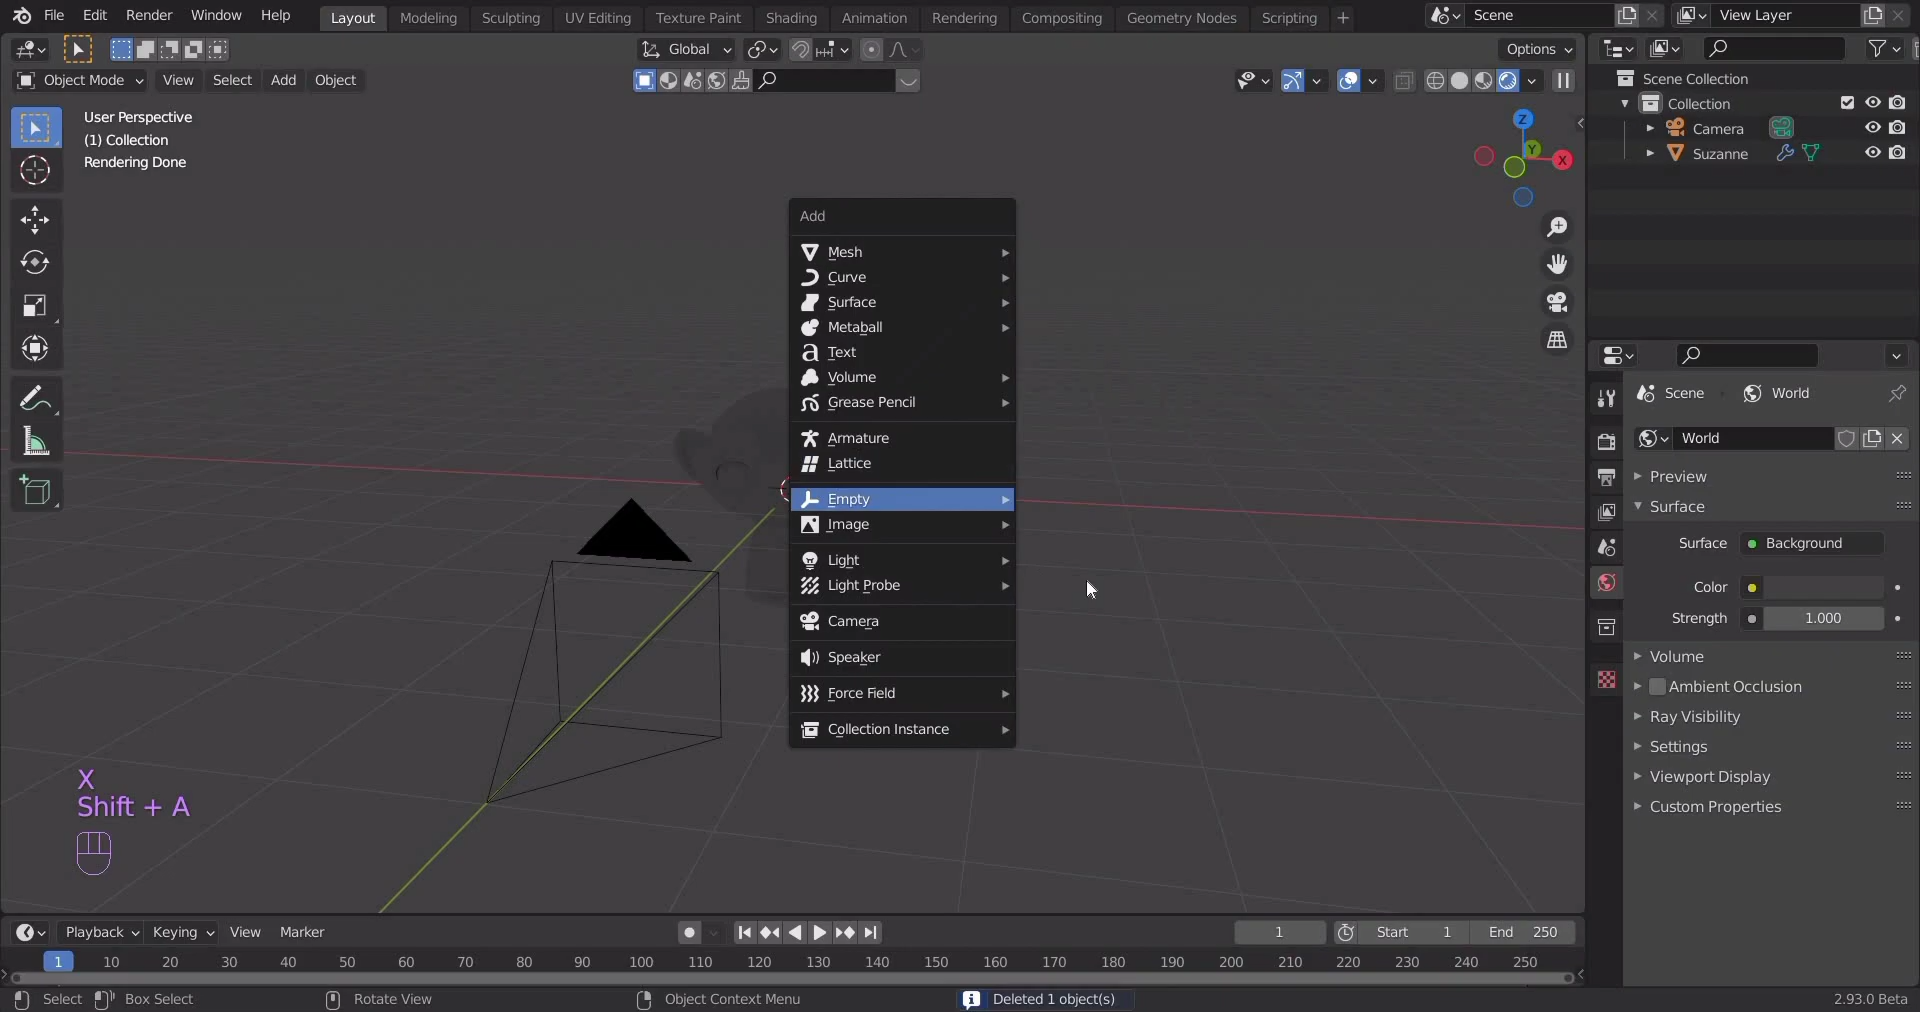 File Edit Render Window Help Layout Modeling Sculpting UV Editing Texture Paint Shading Animation Rendering Compositing Geometry Nodes Scripting + Scene View Layer
Global Options
Object Mode View Select Add Object
User Perspective
(1) Collection
Rendering Done
Z
Y
X
Scene Collection
Collection
Camera
Suzanne
Add
Mesh
Curve
Surface
Metaball
Text
Volume
Grease Pencil
Armature
Lattice
Empty
Image
Light
Light Probe
Camera
Speaker
Force Field
Collection Instance
Scene World
World
Preview
Surface
Surface Background
Color
Strength 1.000
Volume
Ambient Occlusion
Ray Visibility
Settings
Viewport Display
Custom Properties
X
Shift + A
Playback Keying View Marker 1 Start 1 End 250
1 10 20 30 40 50 60 70 80 90 100 110 120 130 140 150 160 170 180 190 200 210 220 230 240 250
Select Box Select Rotate View Object Context Menu Deleted 1 object(s) 2.93.0 Beta